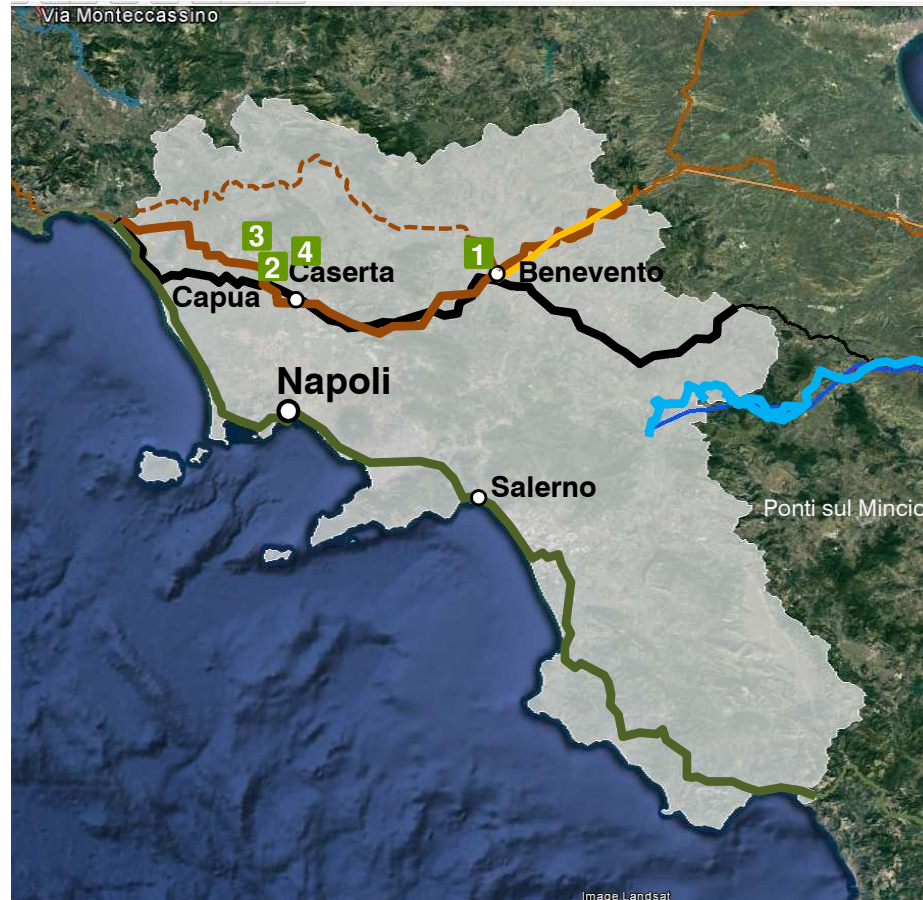 Via Monteccassino
3
4
1
2
Caserta
Benevento
Capua
Napoli
Salerno
Ponti sul Mincio
Image Landsat